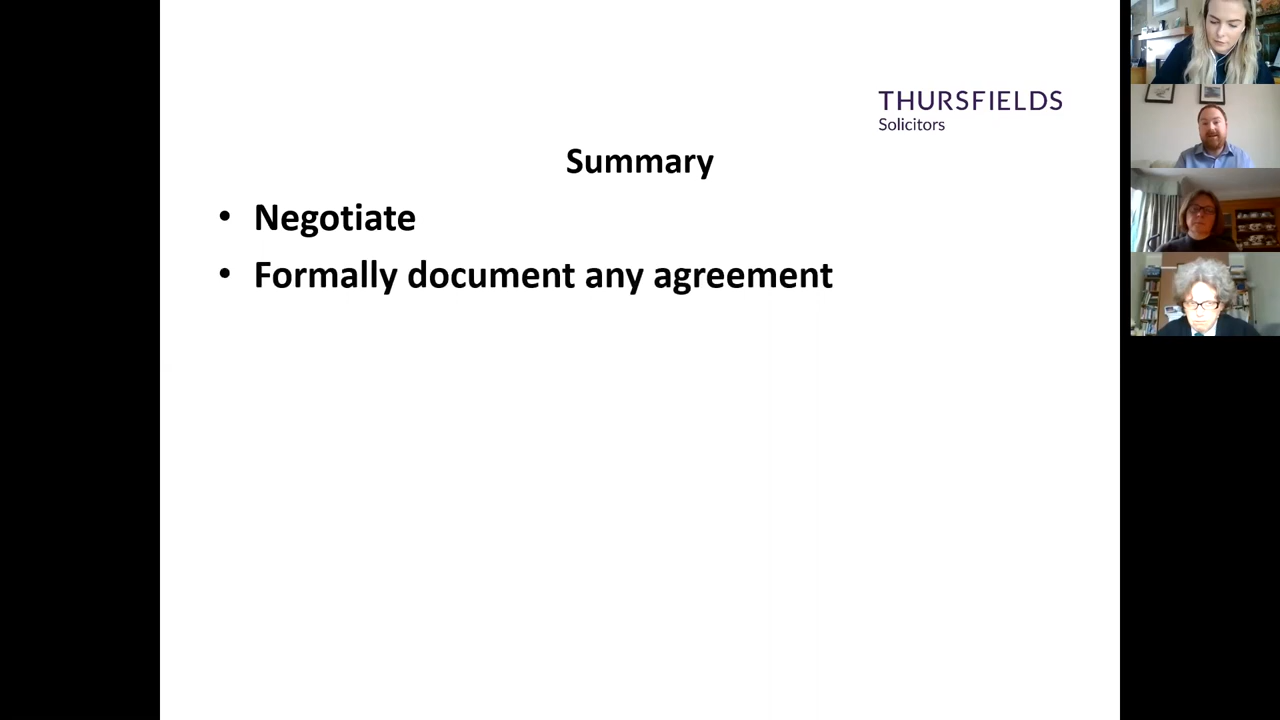 THURSFIELDS
Solicitors
Summary
• Negotiate
• Formally document any agreement